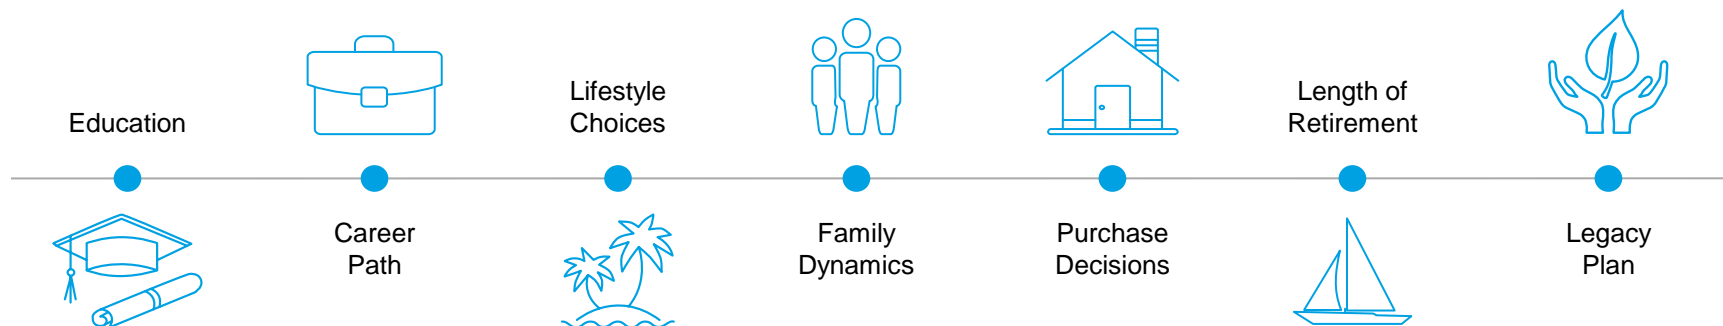 Education
Career
Path
Lifestyle
Choices
Family
Dynamics
Purchase
Decisions
Length of
Retirement
Legacy
Plan